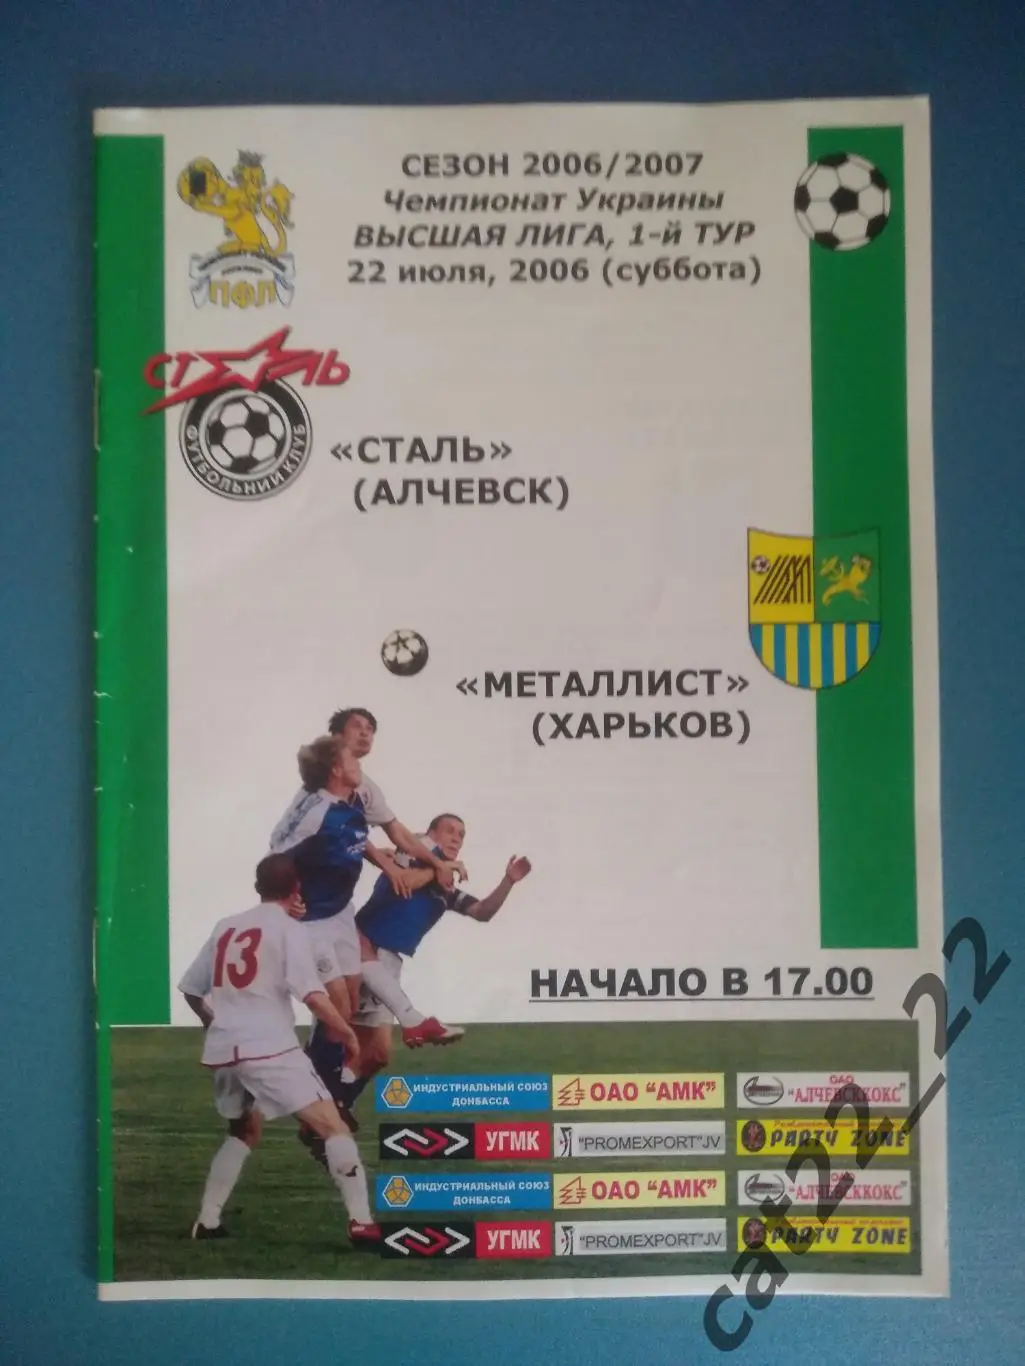 СЕЗОН 2006/2007
Чемпионат Украины
ВЫСШАЯ ЛИГА, 1-й ТУР
22 июля, 2006 (суббота)
ПФЛ
СТАЛЬ
ФУТБОЛЬНИЙ КЛУБ
«СТАЛЬ»
(АЛЧЕВСК)
«МЕТАЛЛИСТ»
(ХАРЬКОВ)
13
НАЧАЛО В 17.00
ИНДУСТРИАЛЬНЫЙ СОЮЗ ДОНБАССА
ОАО "АМК"
ОАО "АЛЧЕВСККОКС"
УГМК
"PROMEXPORT"JV
PARTY ZONE
ИНДУСТРИАЛЬНЫЙ СОЮЗ ДОНБАССА
ОАО "АМК"
ОАО "АЛЧЕВСККОКС"
УГМК
"PROMEXPORT"JV
PARTY ZONE
cat22_22